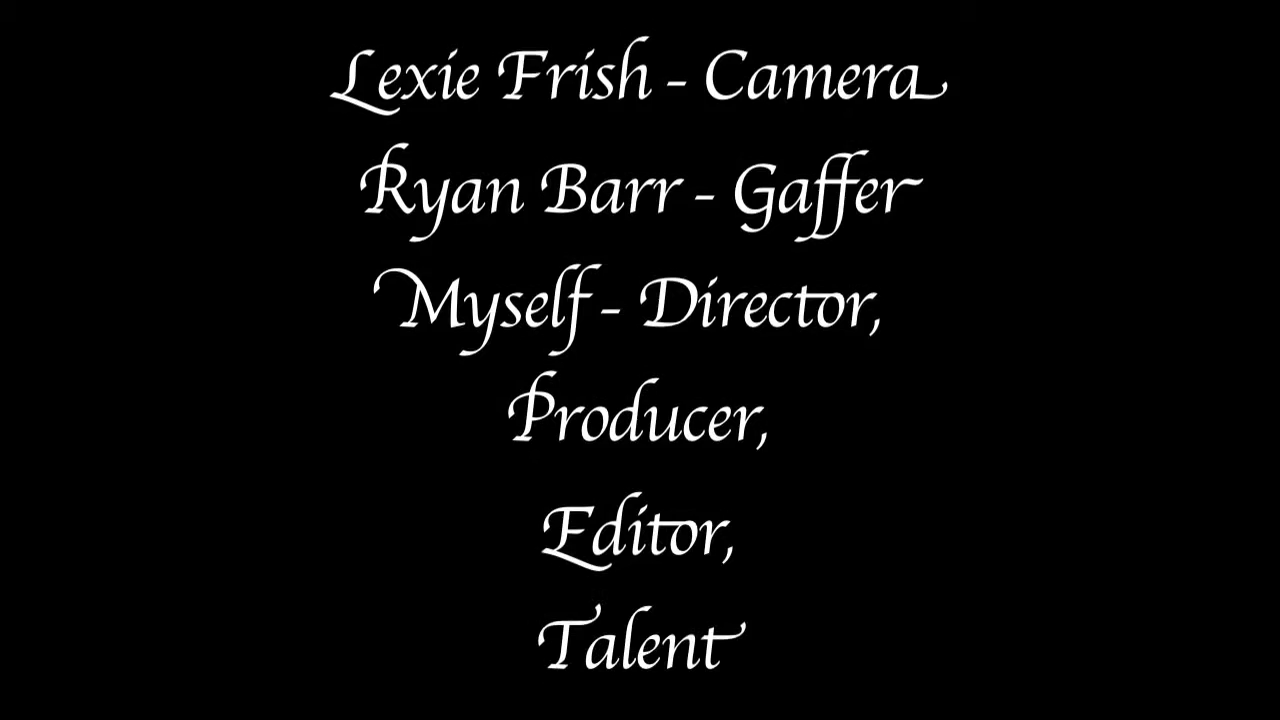 Lexie Frish - Camera
Ryan Barr - Gaffer
Myself - Director,
Producer,
Editor,
Talent